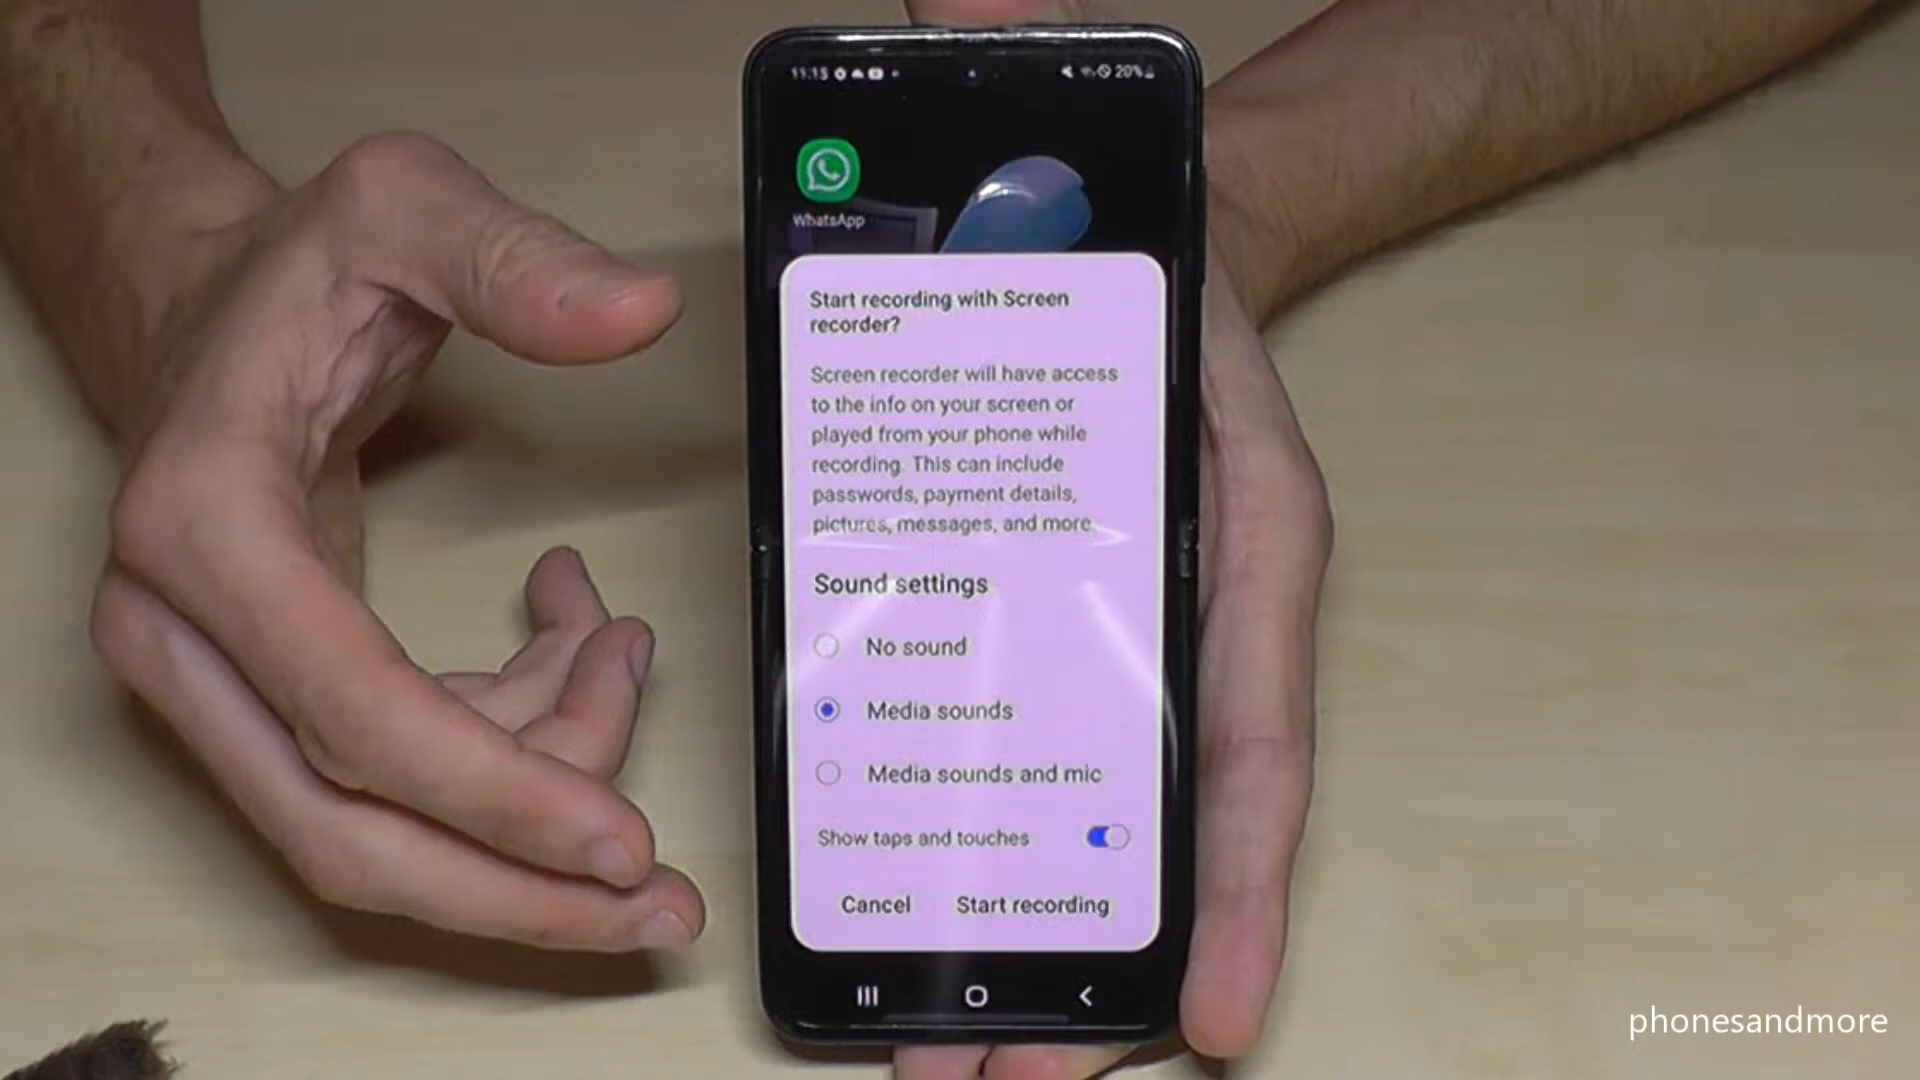 11:15
20%
WhatsApp
Start recording with Screen
recorder?
Screen recorder will have access
to the info on your screen or
played from your phone while
recording. This can include
passwords, payment details,
pictures, messages, and more.
Sound settings
No sound
Media sounds
Media sounds and mic
Show taps and touches
Cancel
Start recording
phonesandmore